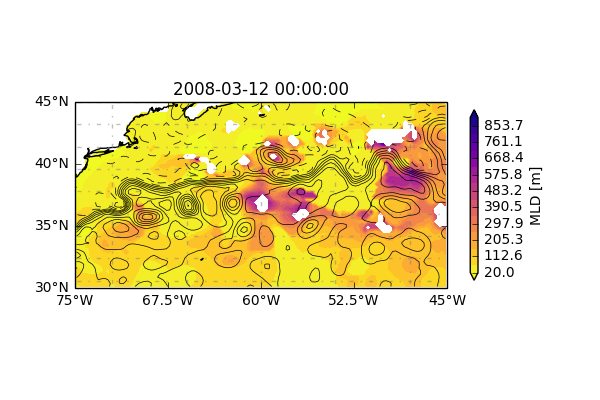 2008-03-12 00:00:00
45°N
40°N
35°N
30°N
75°W
67.5°W
60°W
52.5°W
45°W
853.7
761.1
668.4
575.8
483.2
390.5
297.9
205.3
112.6
20.0
MLD [m]